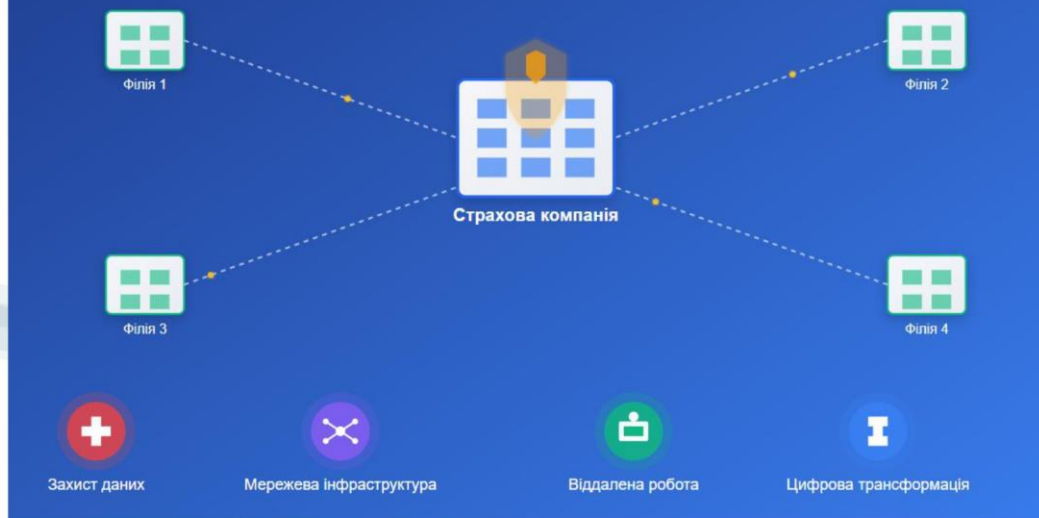 Філія 1
Філія 2
Страхова компанія
Філія 3
Філія 4
Захист даних
Мережева інфраструктура
Віддалена робота
Цифрова трансформація